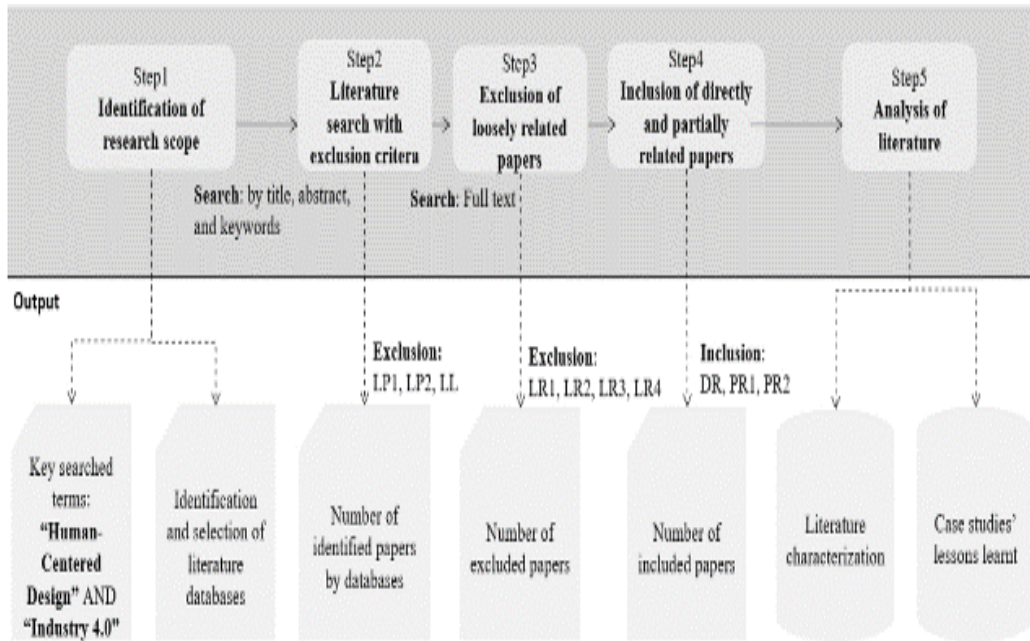 Step1
Identification of
research scope
Step2
Literature
search with
exclusion critera
Step3
Exclusion of
loosely related
papers
Step4
Inclusion of directly
and partially
related papers
Step5
Analysis of
literature
Search: by title, abstract,
and keywords
Search: Full text
Output
Exclusion:
LP1, LP2, LL
Exclusion:
LR1, LR2, LR3, LR4
Inclusion:
DR, PR1, PR2
Key searched
terms:
“Human-
Centered
Design” AND
“Industry 4.0”
Identification
and selection of
literature
databases
Number of
identified papers
by databases
Number of
excluded papers
Number of
included papers
Literature
characterization
Case studies’
lessons learnt